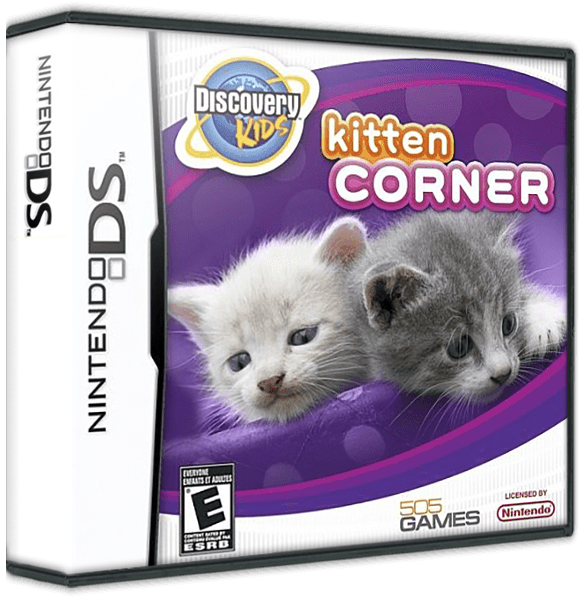 NINTENDO
DS
NINTENDO DS™
Discovery
KIDS
kitten
CORNER
EVERYONE
ENFANTS ET ADULTES
E
CONTENT RATED BY
ESRB
505
GAMES
LICENSED BY
Nintendo